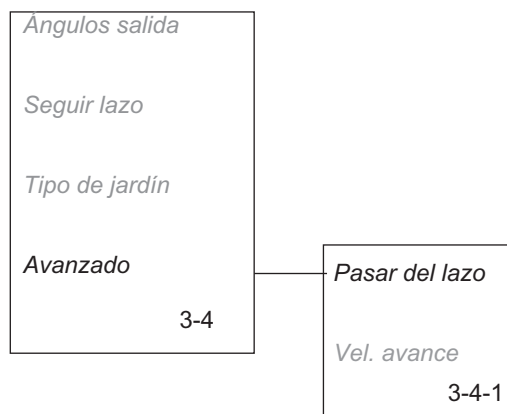 Ángulos salida
Seguir lazo
Tipo de jardín
Avanzado
3-4
Pasar del lazo
Vel. avance
3-4-1